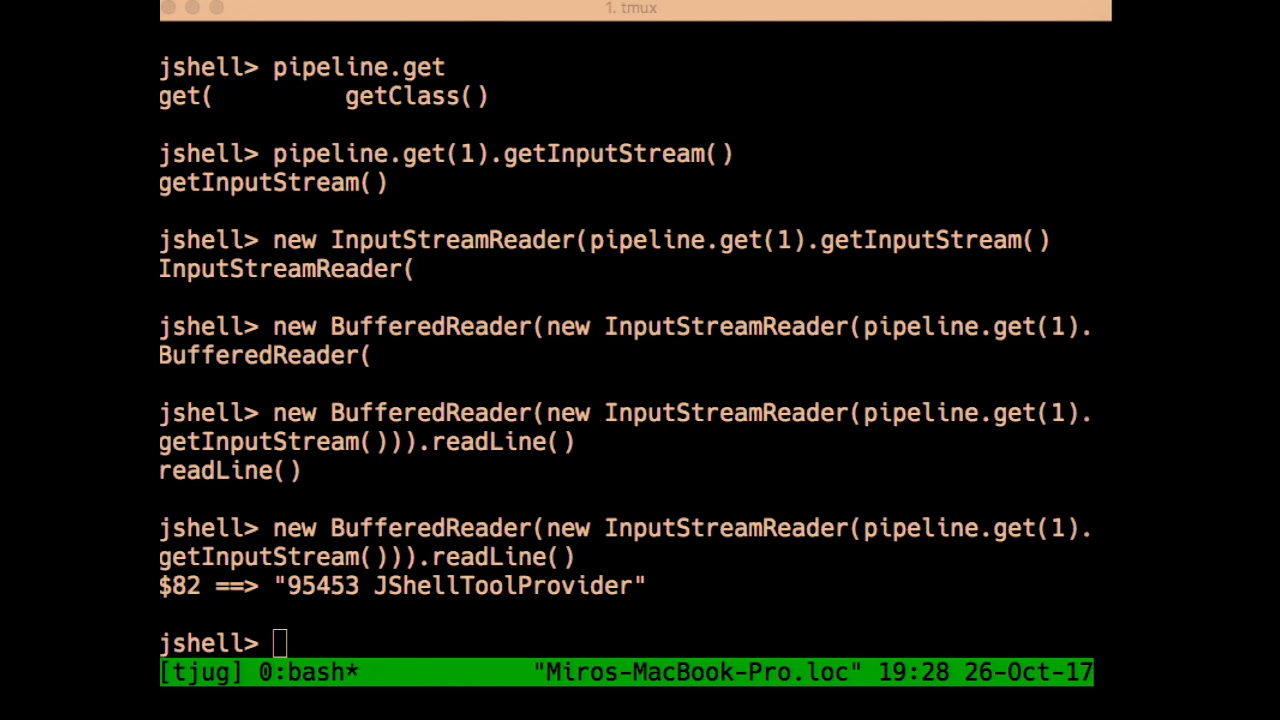 1. tmux
jshell> pipeline.get
get(         getClass()
jshell> pipeline.get(1).getInputStream()
getInputStream()
jshell> new InputStreamReader(pipeline.get(1).getInputStream()
InputStreamReader(
jshell> new BufferedReader(new InputStreamReader(pipeline.get(1).
BufferedReader(
jshell> new BufferedReader(new InputStreamReader(pipeline.get(1).
getInputStream())).readLine()
readLine()
jshell> new BufferedReader(new InputStreamReader(pipeline.get(1).
getInputStream())).readLine()
$82 ==> "95453 JShellToolProvider"
jshell>
[tjug] 0:bash*            "Miros-MacBook-Pro.loc" 19:28 26-Oct-17